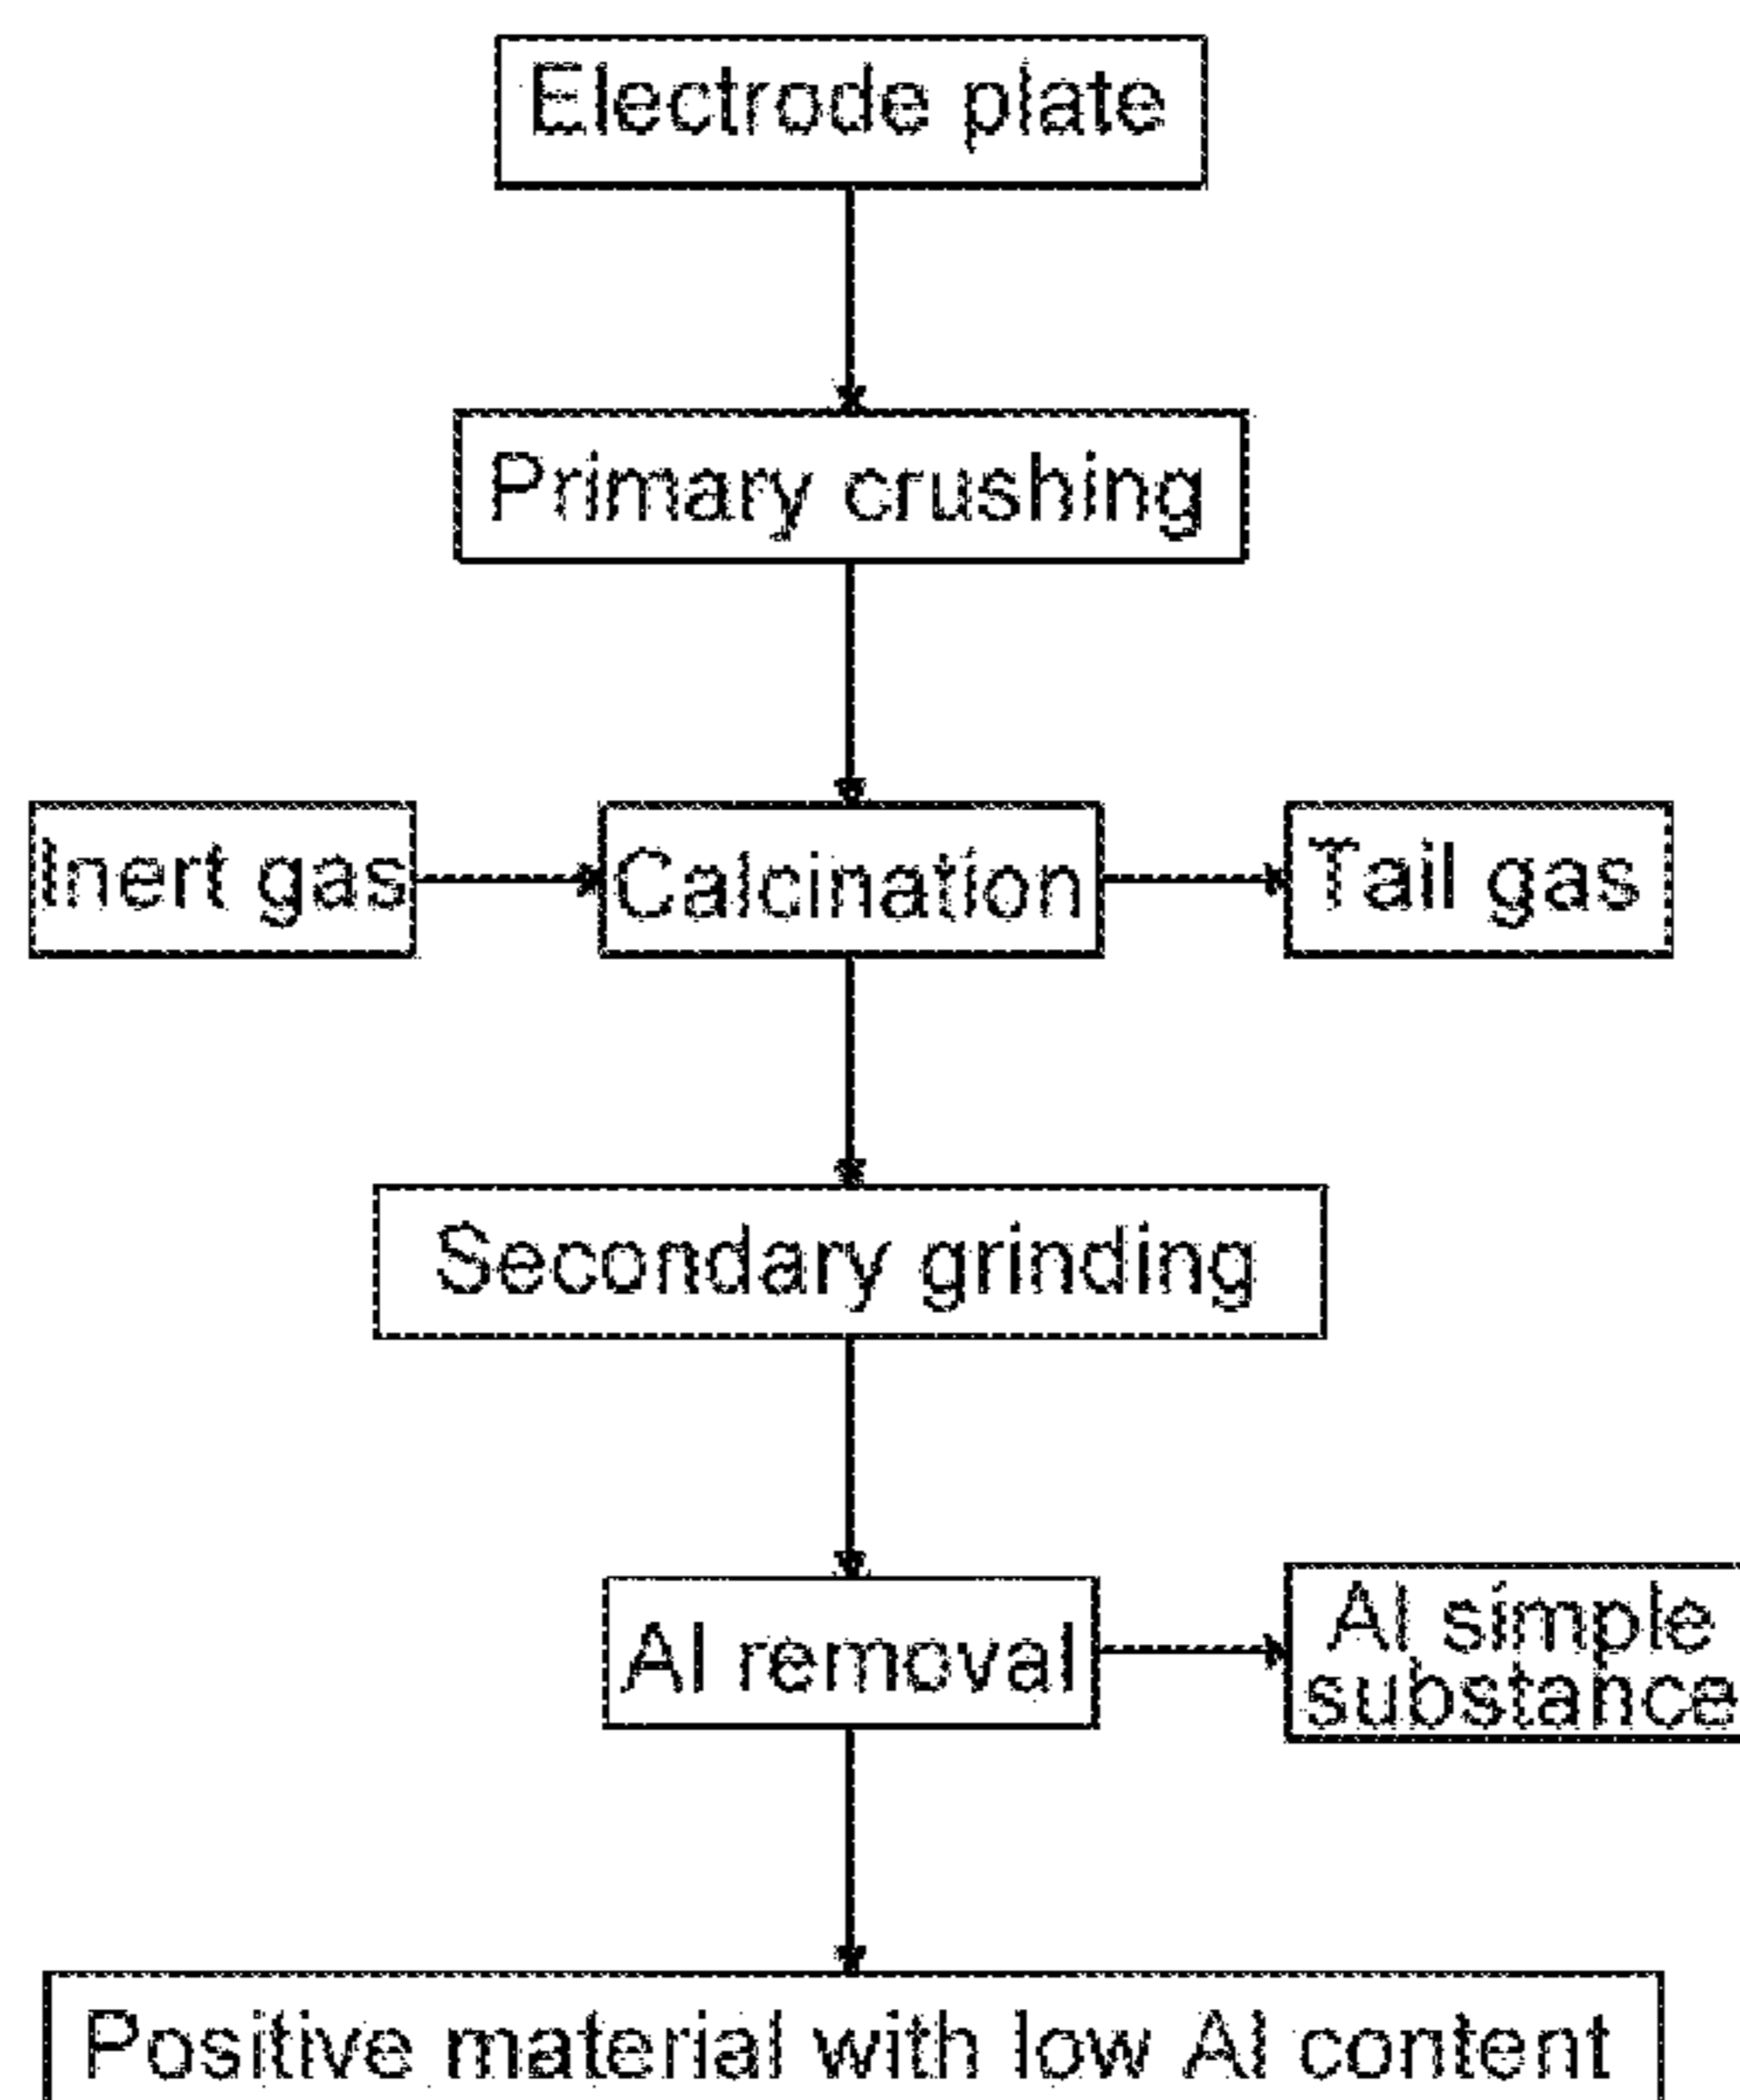 Electrode plate
Primary crushing
Inert gas
Calcination
Tail gas
Secondary grinding
Al removal
Al simple
substance
Positive material with low Al content